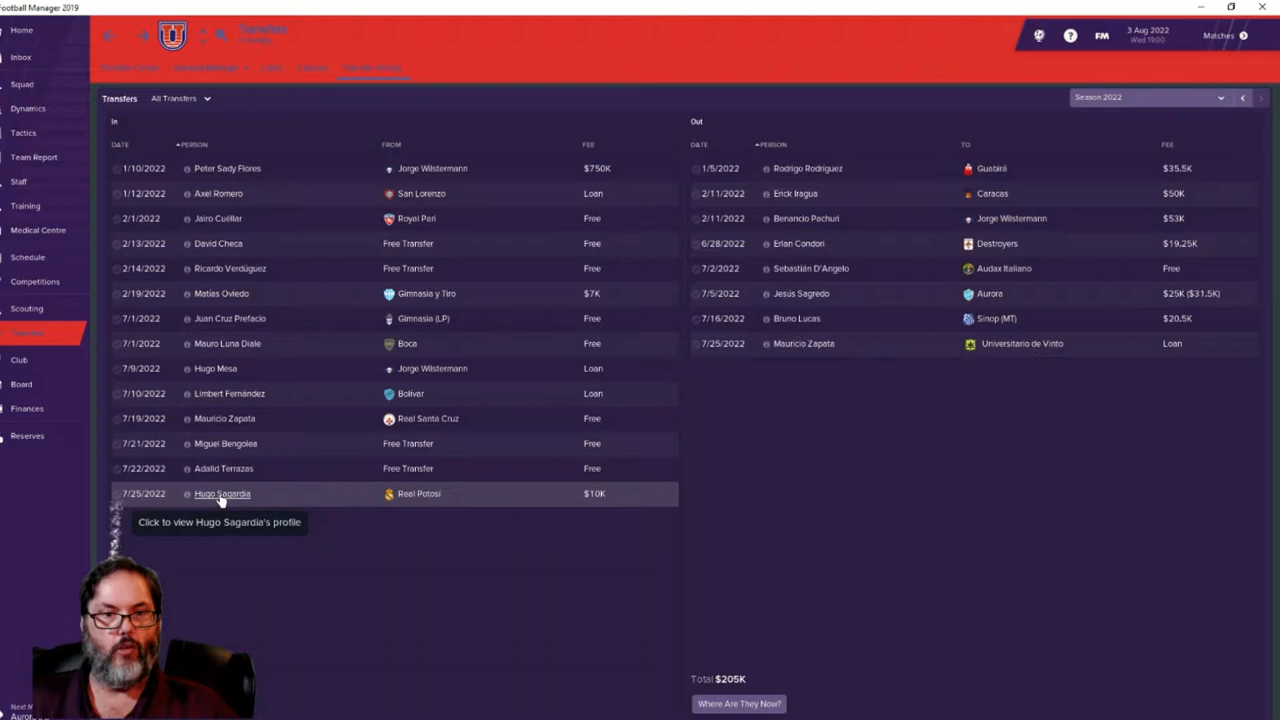 Football Manager 2019
Home
Inbox
Squad
Dynamics
Tactics
Team Report
Staff
Training
Medical Centre
Schedule
Competitions
Scouting
Transfers
Club
Board
Finances
Reserves
Transfers
Transfer History
3 Aug 2022
Wed 19:00
FM
Matches
Transfers All Transfers
Season 2022
In
DATE PERSON FROM FEE
1/10/2022 Peter Sady Flores Jorge Wilstermann $750K
1/12/2022 Axel Romero San Lorenzo Loan
2/1/2022 Jairo Cuéllar Royal Pari Free
2/13/2022 David Checa Free Transfer Free
2/14/2022 Ricardo Verdúguez Free Transfer Free
2/19/2022 Matías Oviedo Gimnasia y Tiro $7K
7/1/2022 Juan Cruz Prefacio Gimnasia (LP) Free
7/1/2022 Mauro Luna Diale Boca Free
7/9/2022 Hugo Mesa Jorge Wilstermann Loan
7/10/2022 Limbert Fernández Bolívar Loan
7/19/2022 Mauricio Zapata Real Santa Cruz Free
7/21/2022 Miguel Bengolea Free Transfer Free
7/22/2022 Adalid Terrazas Free Transfer Free
7/25/2022 Hugo Sagardia Real Potosí $10K
Click to view Hugo Sagardia's profile
Out
DATE PERSON TO FEE
1/5/2022 Rodrigo Rodríguez Guabirá $35.5K
2/11/2022 Erick Iragua Caracas $50K
2/11/2022 Benancio Pachuri Jorge Wilstermann $53K
6/28/2022 Erlan Condori Destroyers $19.25K
7/2/2022 Sebastián D'Angelo Audax Italiano Free
7/5/2022 Jesús Sagredo Aurora $25K ($31.5K)
7/16/2022 Bruno Lucas Sinop (MT) $20.5K
7/25/2022 Mauricio Zapata Universitario de Vinto Loan
Total $205K
Where Are They Now?
Next M
Auror